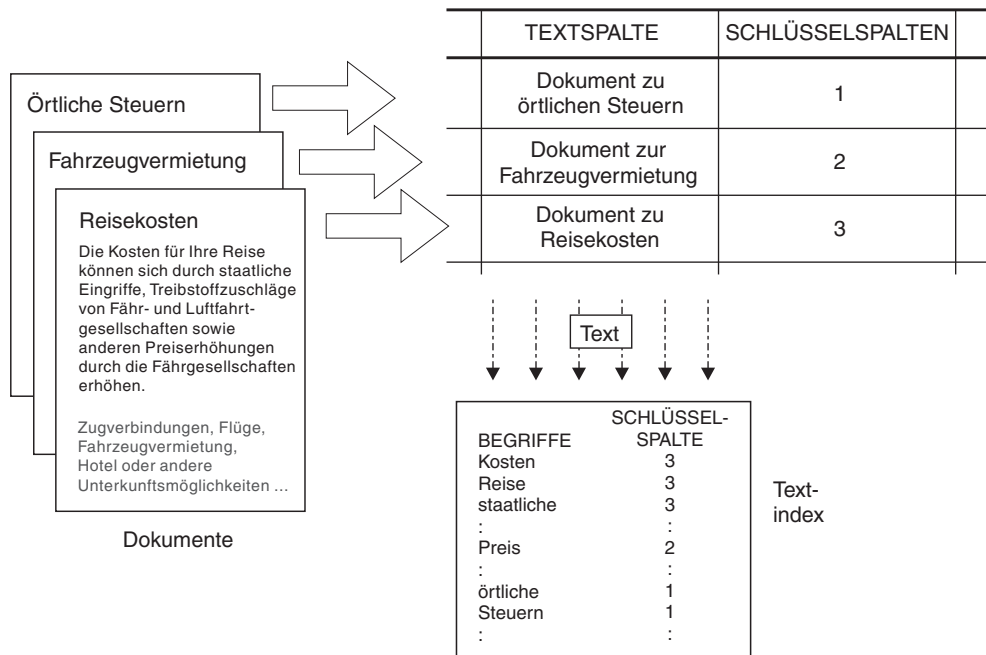 TEXTSPALTE SCHLÜSSELSPALTEN
Dokument zu
örtlichen Steuern
1
Dokument zur
Fahrzeugvermietung
2
Dokument zu
Reisekosten
3
Örtliche Steuern
Fahrzeugvermietung
Reisekosten
Die Kosten für Ihre Reise
können sich durch staatliche
Eingriffe, Treibstoffzuschläge
von Fähr- und Luftfahrt-
gesellschaften sowie
anderen Preiserhöhungen
durch die Fährgesellschaften
erhöhen.
Zugverbindungen, Flüge,
Fahrzeugvermietung,
Hotel oder andere
Unterkunftsmöglichkeiten ...
Dokumente
Text
SCHLÜSSEL-
BEGRIFFE SPALTE
Kosten 3
Reise 3
staatliche 3
: :
Preis 2
: :
örtliche 1
Steuern 1
: :
Text-
index